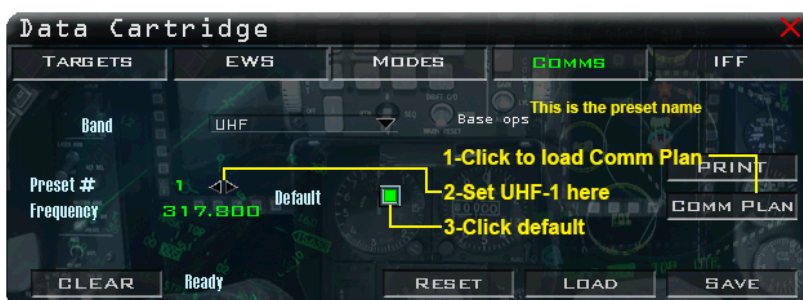 Data Cartridge
TARGETS EWS MODES COMMS IFF
Band UHF Base ops This is the preset name
1-Click to load Comm Plan
PRINT
Preset # 1 2-Set UHF-1 here
Frequency 317.800 Default COMM PLAN
3-Click default
CLEAR Ready RESET LOAD SAVE